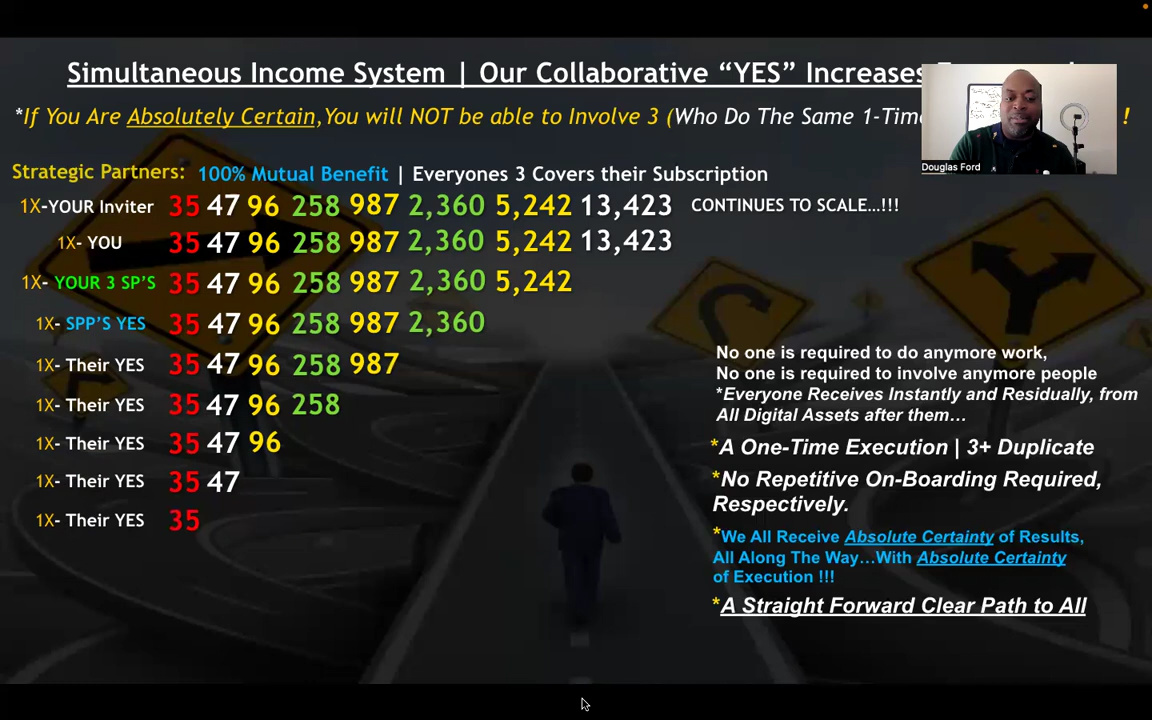 Simultaneous Income System | Our Collaborative “YES” Increases
*If You Are Absolutely Certain,You will NOT be able to Involve 3 (Who Do The Same 1-Time !
Douglas Ford
Strategic Partners: 100% Mutual Benefit | Everyones 3 Covers their Subscription
1X-YOUR Inviter 35 47 96 258 987 2,360 5,242 13,423 CONTINUES TO SCALE…!!!
1X- YOU 35 47 96 258 987 2,360 5,242 13,423
1X- YOUR 3 SP'S 35 47 96 258 987 2,360 5,242
1X- SPP'S YES 35 47 96 258 987 2,360
1X- Their YES 35 47 96 258 987
1X- Their YES 35 47 96 258
1X- Their YES 35 47 96
1X- Their YES 35 47
1X- Their YES 35
No one is required to do anymore work,
No one is required to involve anymore people
*Everyone Receives Instantly and Residually, from
All Digital Assets after them…
*A One-Time Execution | 3+ Duplicate
*No Repetitive On-Boarding Required,
Respectively.
*We All Receive Absolute Certainty of Results,
All Along The Way…With Absolute Certainty
of Execution !!!
*A Straight Forward Clear Path to All